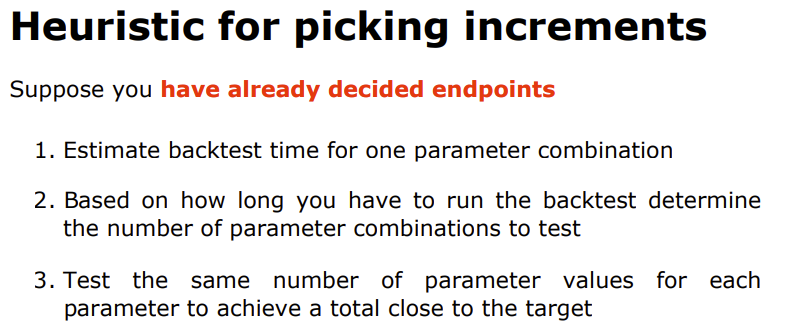 Heuristic for picking increments
Suppose you have already decided endpoints
1. Estimate backtest time for one parameter combination
2. Based on how long you have to run the backtest determine
the number of parameter combinations to test
3. Test the same number of parameter values for each
parameter to achieve a total close to the target